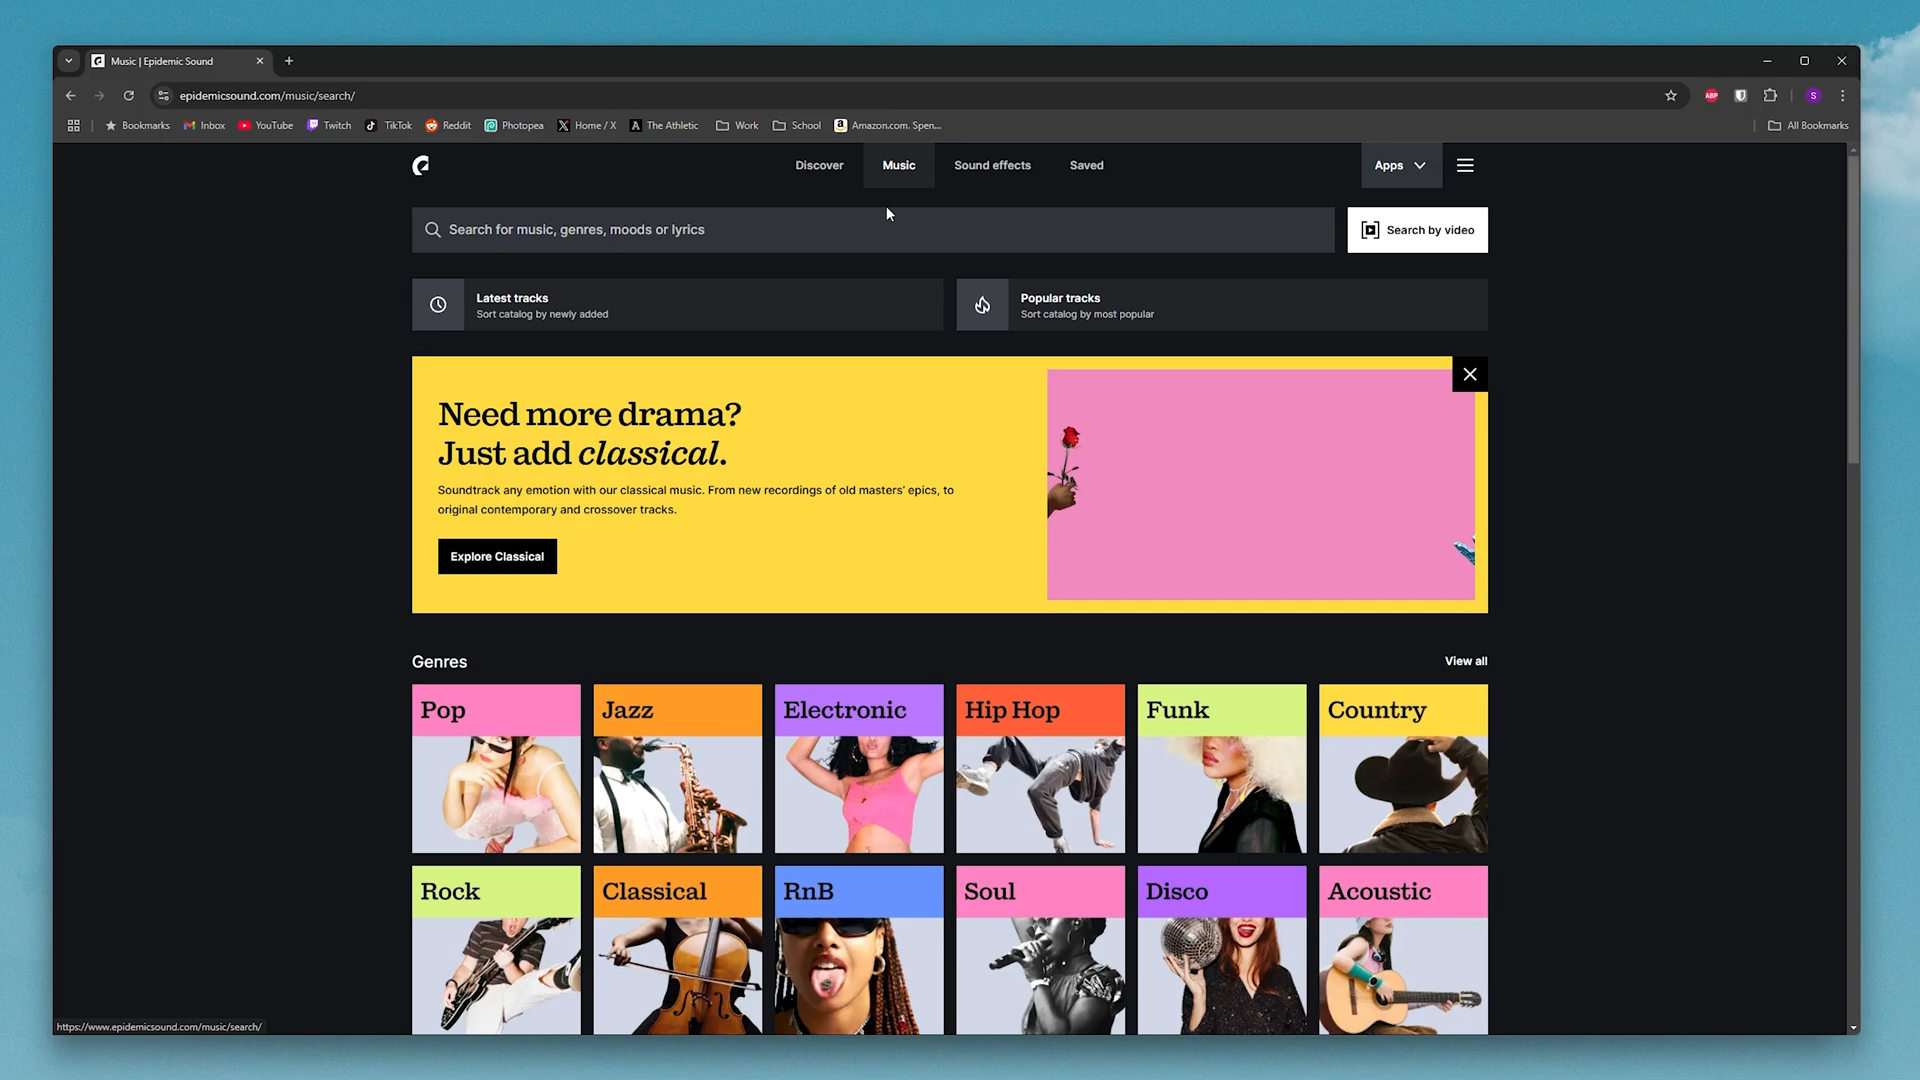 Music | Epidemic Sound
epidemicsound.com/music/search/
ABP
S
Bookmarks
Inbox
YouTube
Twitch
TikTok
Reddit
Photopea
Home / X
The Athletic
Work
School
Amazon.com. Spen...
All Bookmarks
Discover
Music
Sound effects
Saved
Apps
Search for music, genres, moods or lyrics
Search by video
Latest tracks
Sort catalog by newly added
Popular tracks
Sort catalog by most popular
Need more drama?
Just add classical.
Soundtrack any emotion with our classical music. From new recordings of old masters’ epics, to
original contemporary and crossover tracks.
Explore Classical
Genres
View all
Pop
Jazz
Electronic
Hip Hop
Funk
Country
Rock
Classical
RnB
Soul
Disco
Acoustic
https://www.epidemicsound.com/music/search/